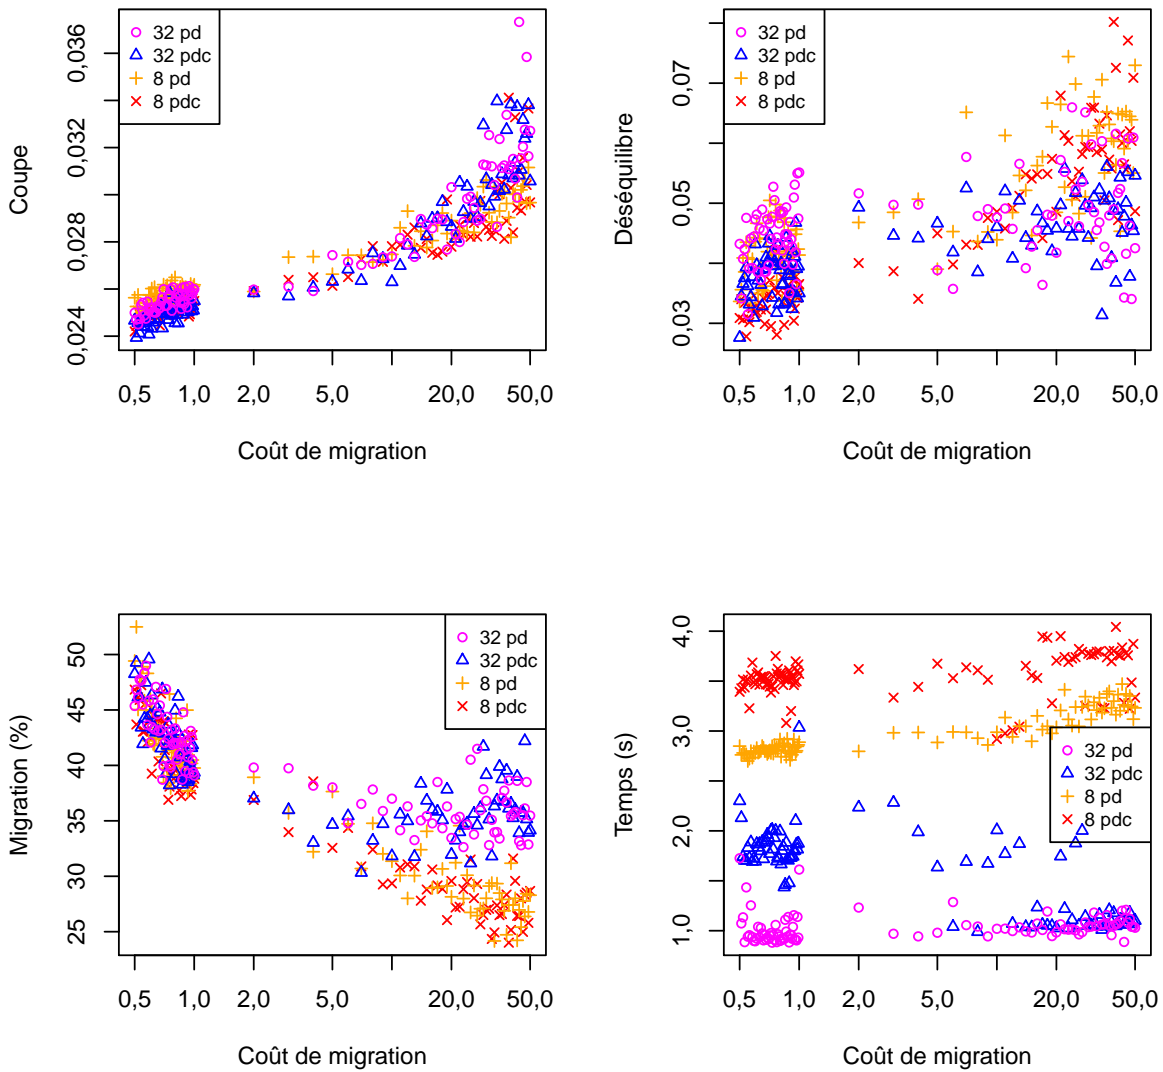 32 pd
32 pdc
8 pd
8 pdc
Coupe
0,024
0,028
0,032
0,036
0,5
1,0
2,0
5,0
20,0
50,0
Coût de migration
32 pd
32 pdc
8 pd
8 pdc
Déséquilibre
0,03
0,05
0,07
0,5
1,0
2,0
5,0
20,0
50,0
Coût de migration
32 pd
32 pdc
8 pd
8 pdc
Migration (%)
25
30
35
40
45
50
0,5
1,0
2,0
5,0
20,0
50,0
Coût de migration
32 pd
32 pdc
8 pd
8 pdc
Temps (s)
1,0
2,0
3,0
4,0
0,5
1,0
2,0
5,0
20,0
50,0
Coût de migration